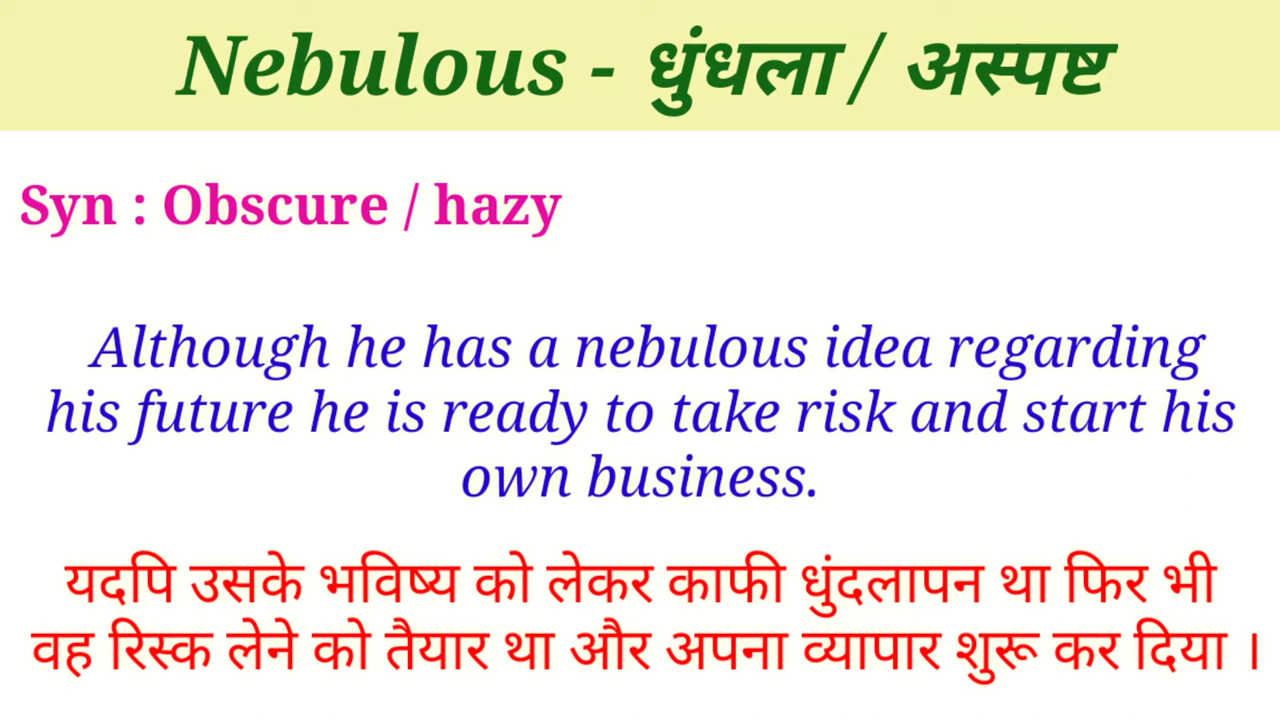 Nebulous - धुंधला / अस्पष्ट
Syn : Obscure / hazy
Although he has a nebulous idea regarding
his future he is ready to take risk and start his
own business.
यदपि उसके भविष्य को लेकर काफी धुंदलापन था फिर भी
वह रिस्क लेने को तैयार था और अपना व्यापार शुरू कर दिया ।